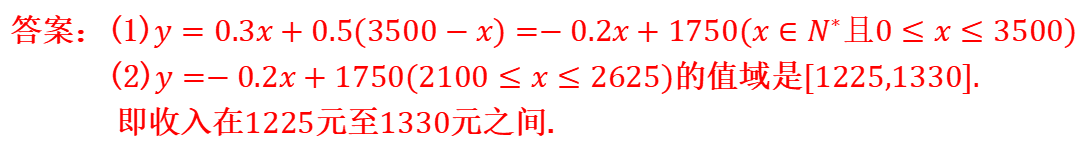 答案：(1)y = 0.3x + 0.5(3500 − x) =− 0.2x + 1750(x ∈ N*且0 ≤ x ≤ 3500)
(2)y =− 0.2x + 1750(2100 ≤ x ≤ 2625)的值域是[1225,1330].
即收入在1225元至1330元之间.